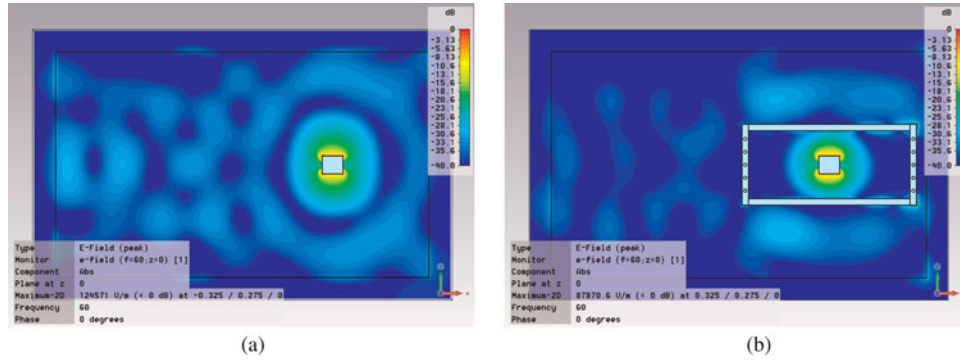 dB
0
-3.13
-5.63
-8.13
-10.6
-13.1
-15.6
-18.1
-20.6
-23.1
-25.6
-28.1
-30.6
-35.6
-40.0
Type E-Field (peak)
Monitor e-field (f=60;z=0) [1]
Component Abs
Plane at z 0
Maximum-2D 124571 V/m (= 0 dB) at -0.325 / 0.275 / 0
Frequency 60
Phase 0 degrees
x
(a)
dB
0
-3.13
-5.63
-8.13
-10.6
-13.1
-15.6
-18.1
-20.6
-23.1
-25.6
-28.1
-30.6
-35.6
-40.0
Type E-Field (peak)
Monitor e-field (f=60;z=0) [1]
Component Abs
Plane at z 0
Maximum-2D 87870.6 V/m (= 0 dB) at 0.325 / 0.275 / 0
Frequency 60
Phase 0 degrees
x
(b)